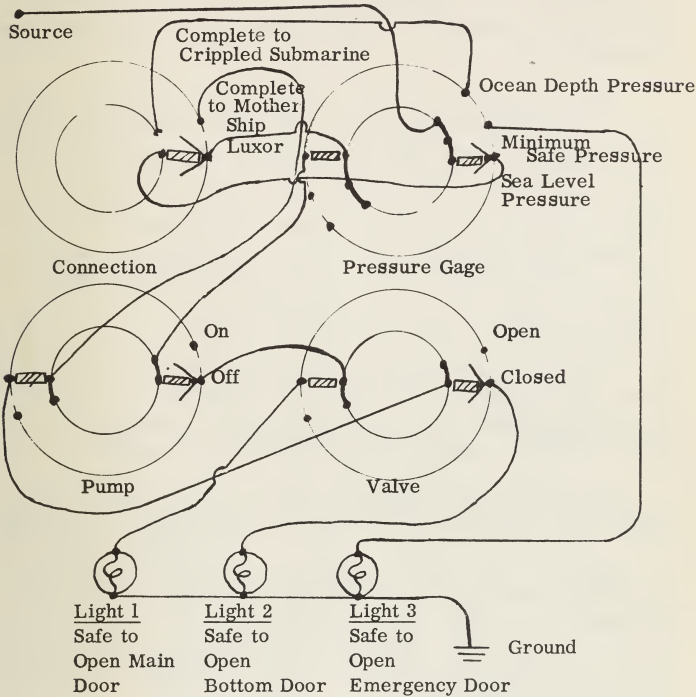 Source
Complete to
Crippled Submarine
Complete
to Mother
Ship
Luxor
Ocean Depth Pressure
Minimum
Safe Pressure
Sea Level
Pressure
Connection
Pressure Gage
On
Off
Open
Closed
Pump
Valve
Light 1
Safe to
Open Main
Door
Light 2
Safe to
Open
Bottom Door
Light 3
Safe to
Open
Emergency Door
Ground